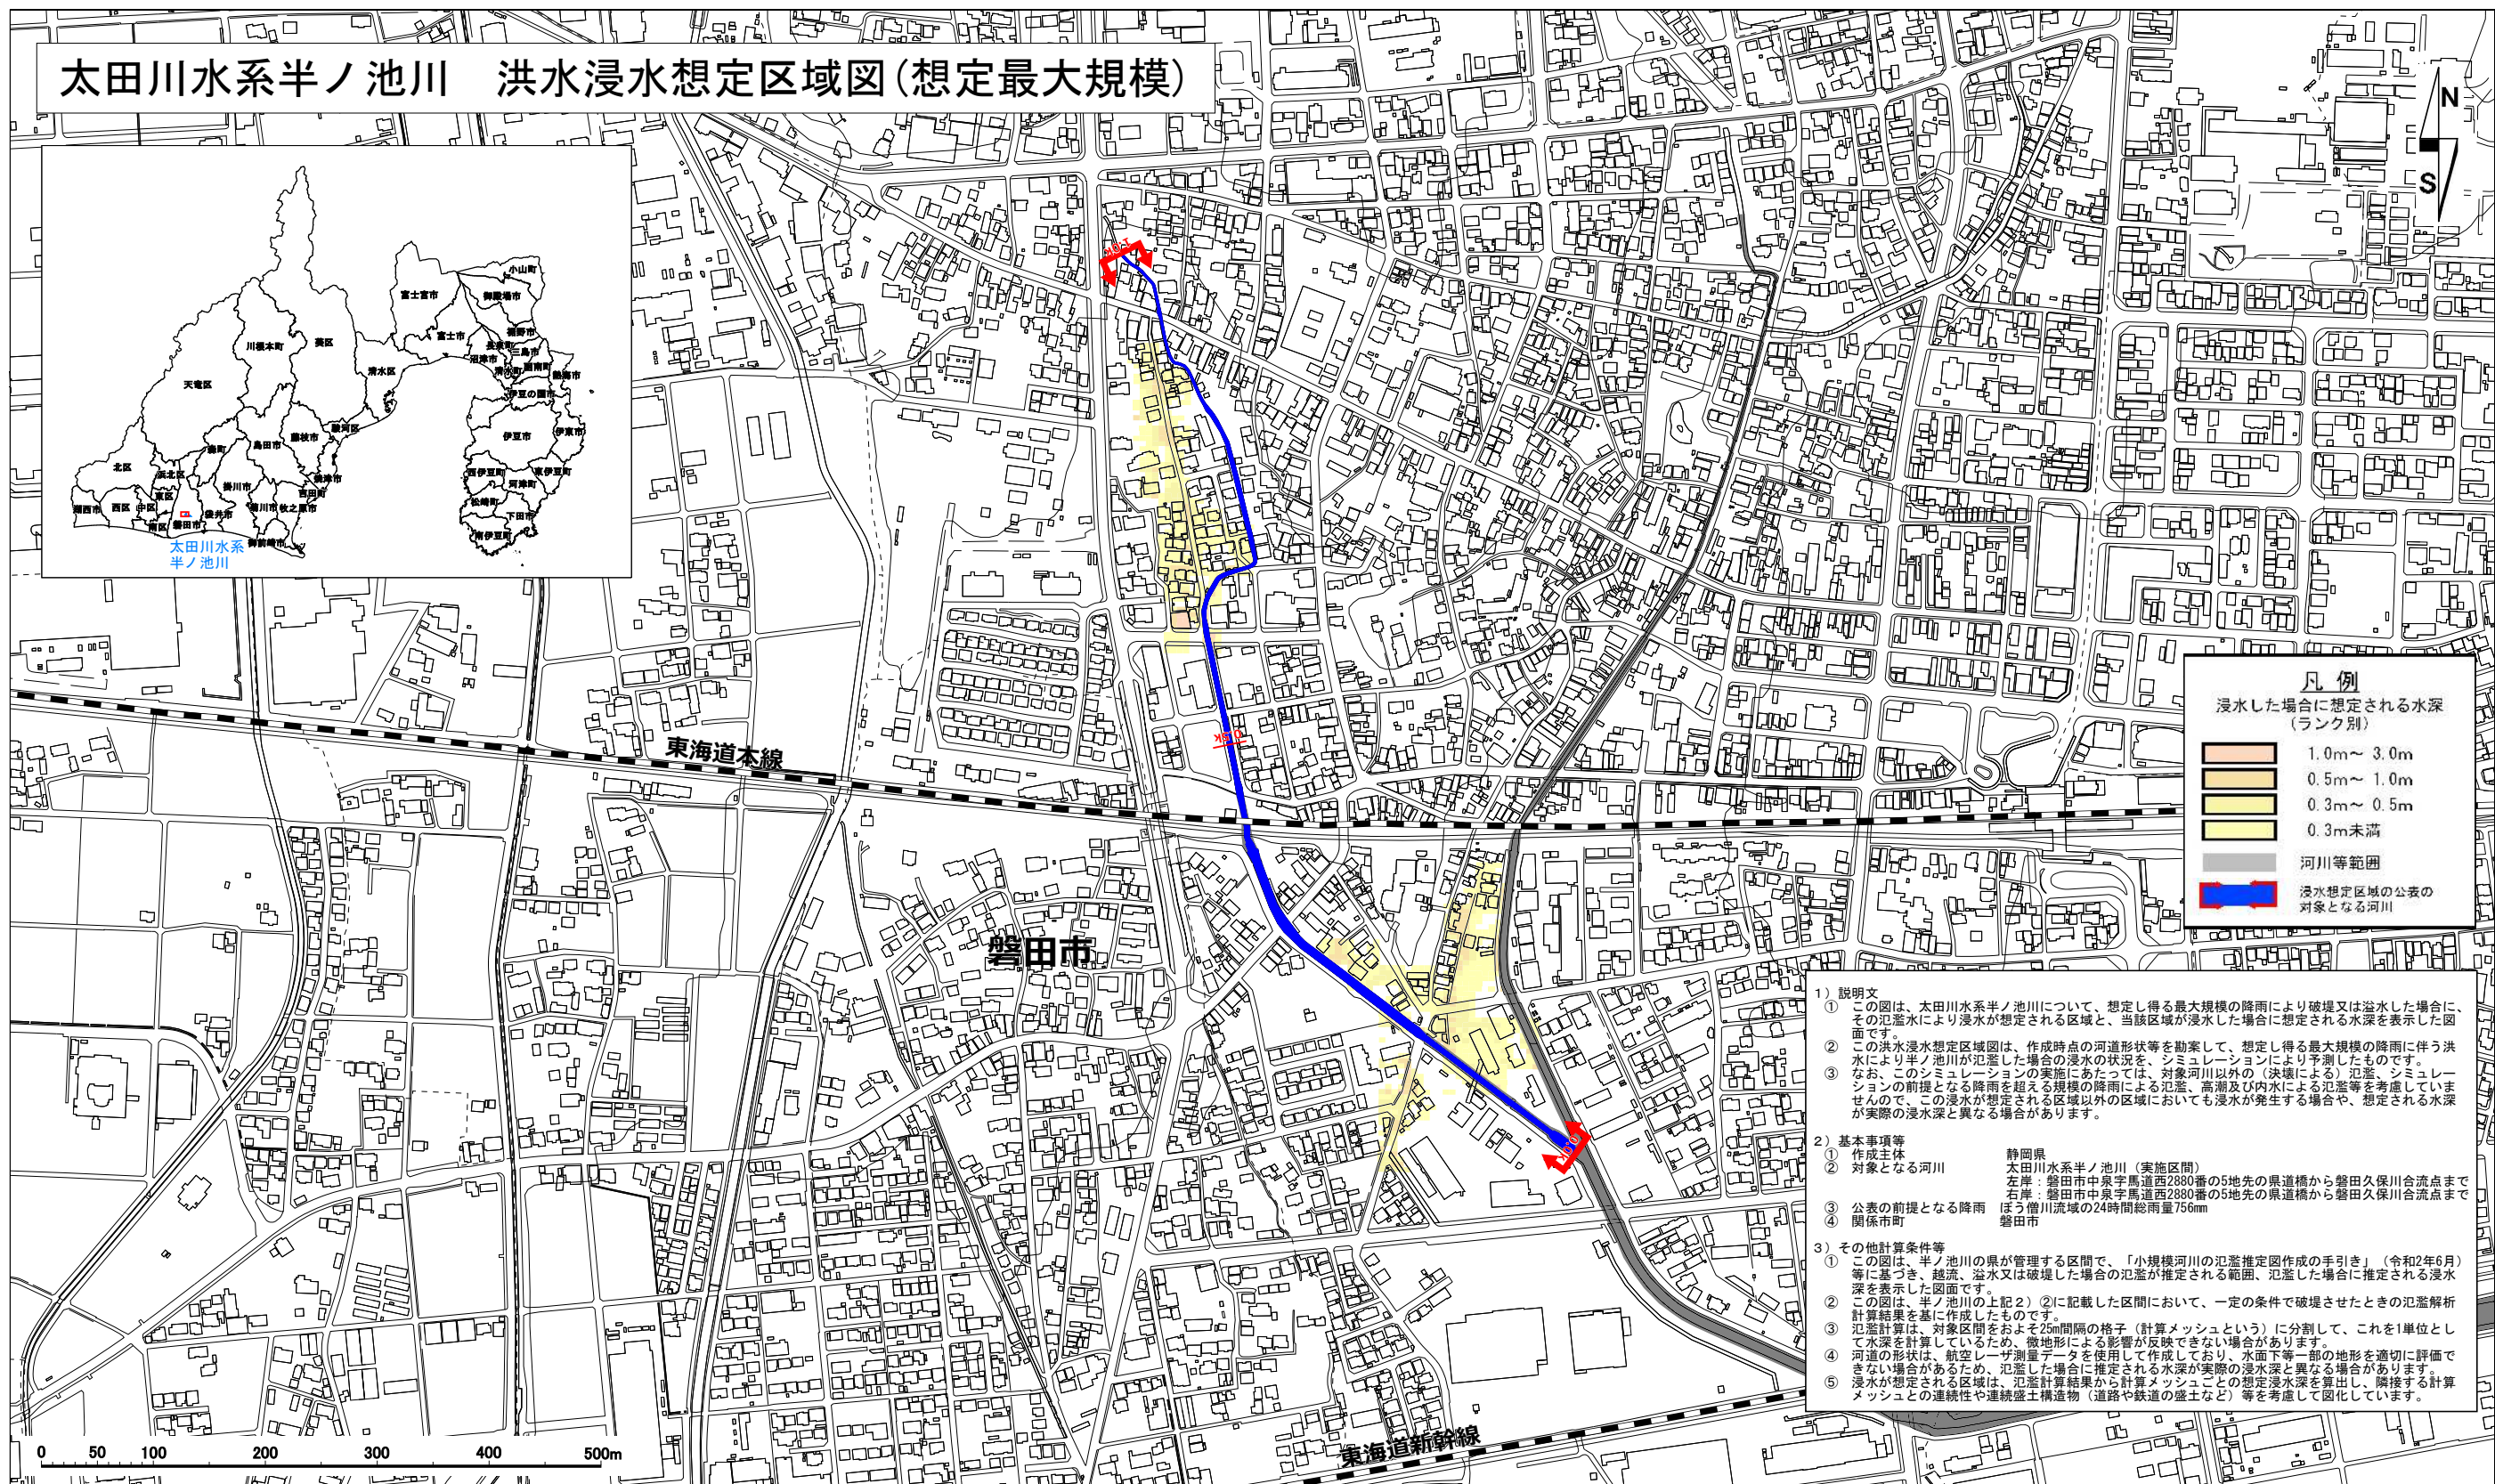 太田川水系半ノ池川　洪水浸水想定区域図(想定最大規模)
N
S
小山町
富士宮市
御殿場市
裾野市
富士市
長泉町
三島市
沼津市
清水町
函南町
熱海市
伊豆の国市
川根本町
葵区
清水区
天竜区
伊豆市
伊東市
駿河区
藤枝市
島田市
森町
北区
浜北区
西伊豆町
東伊豆町
焼津市
河津町
掛川市
吉田町
東区
松崎町
湖西市
西区
中区
菊川市
牧之原市
袋井市
下田市
南区
磐田市
南伊豆町
御前崎市
太田川水系
半ノ池川
1.0K
東海道本線
磐田市
東海道新幹線
凡 例
浸水した場合に想定される水深
(ランク別)
1.0m～ 3.0m
0.5m～ 1.0m
0.3m～ 0.5m
0.3m未満
河川等範囲
浸水想定区域の公表の
対象となる河川
1）説明文
① この図は、太田川水系半ノ池川について、想定し得る最大規模の降雨により破堤又は溢水した場合に、
その氾濫水により浸水が想定される区域と、当該区域が浸水した場合に想定される水深を表示した図
面です。
② この洪水浸水想定区域図は、作成時点の河道形状等を勘案して、想定し得る最大規模の降雨に伴う洪
水により半ノ池川が氾濫した場合の浸水の状況を、シミュレーションにより予測したものです。
③ なお、このシミュレーションの実施にあたっては、対象河川以外の（決壊による）氾濫、シミュレー
ションの前提となる降雨を超える規模の降雨による氾濫、高潮及び内水による氾濫等を考慮していま
せんので、この浸水が想定される区域以外の区域においても浸水が発生する場合や、想定される水深
が実際の浸水深と異なる場合があります。
2）基本事項等
① 作成主体 静岡県
② 対象となる河川 太田川水系半ノ池川（実施区間）
左岸：磐田市中泉字馬道西2880番の5地先の県道橋から磐田久保川合流点まで
右岸：磐田市中泉字馬道西2880番の5地先の県道橋から磐田久保川合流点まで
③ 公表の前提となる降雨 ぼう僧川流域の24時間総雨量756mm
④ 関係市町 磐田市
3）その他計算条件等
① この図は、半ノ池川の県が管理する区間で、「小規模河川の氾濫推定図作成の手引き」（令和2年6月）
等に基づき、越流、溢水又は破堤した場合の氾濫が推定される範囲、氾濫した場合に推定される浸水
深を表示した図面です。
② この図は、半ノ池川の上記２）②に記載した区間において、一定の条件で破堤させたときの氾濫解析
計算結果を基に作成したものです。
③ 氾濫計算は、対象区間をおよそ25m間隔の格子（計算メッシュという）に分割して、これを1単位とし
て水深を計算しているため、微地形による影響が反映できない場合があります。
④ 河道の形状は、航空レーザ測量データを使用して作成しており、水面下等一部の地形を適切に評価で
きない場合があるため、氾濫した場合に推定される水深が実際の浸水深と異なる場合があります。
⑤ 浸水が想定される区域は、氾濫計算結果から計算メッシュごとの想定浸水深を算出し、隣接する計算
メッシュとの連続性や連続盛土構造物（道路や鉄道の盛土など）等を考慮して図化しています。
0 50 100 200 300 400 500m